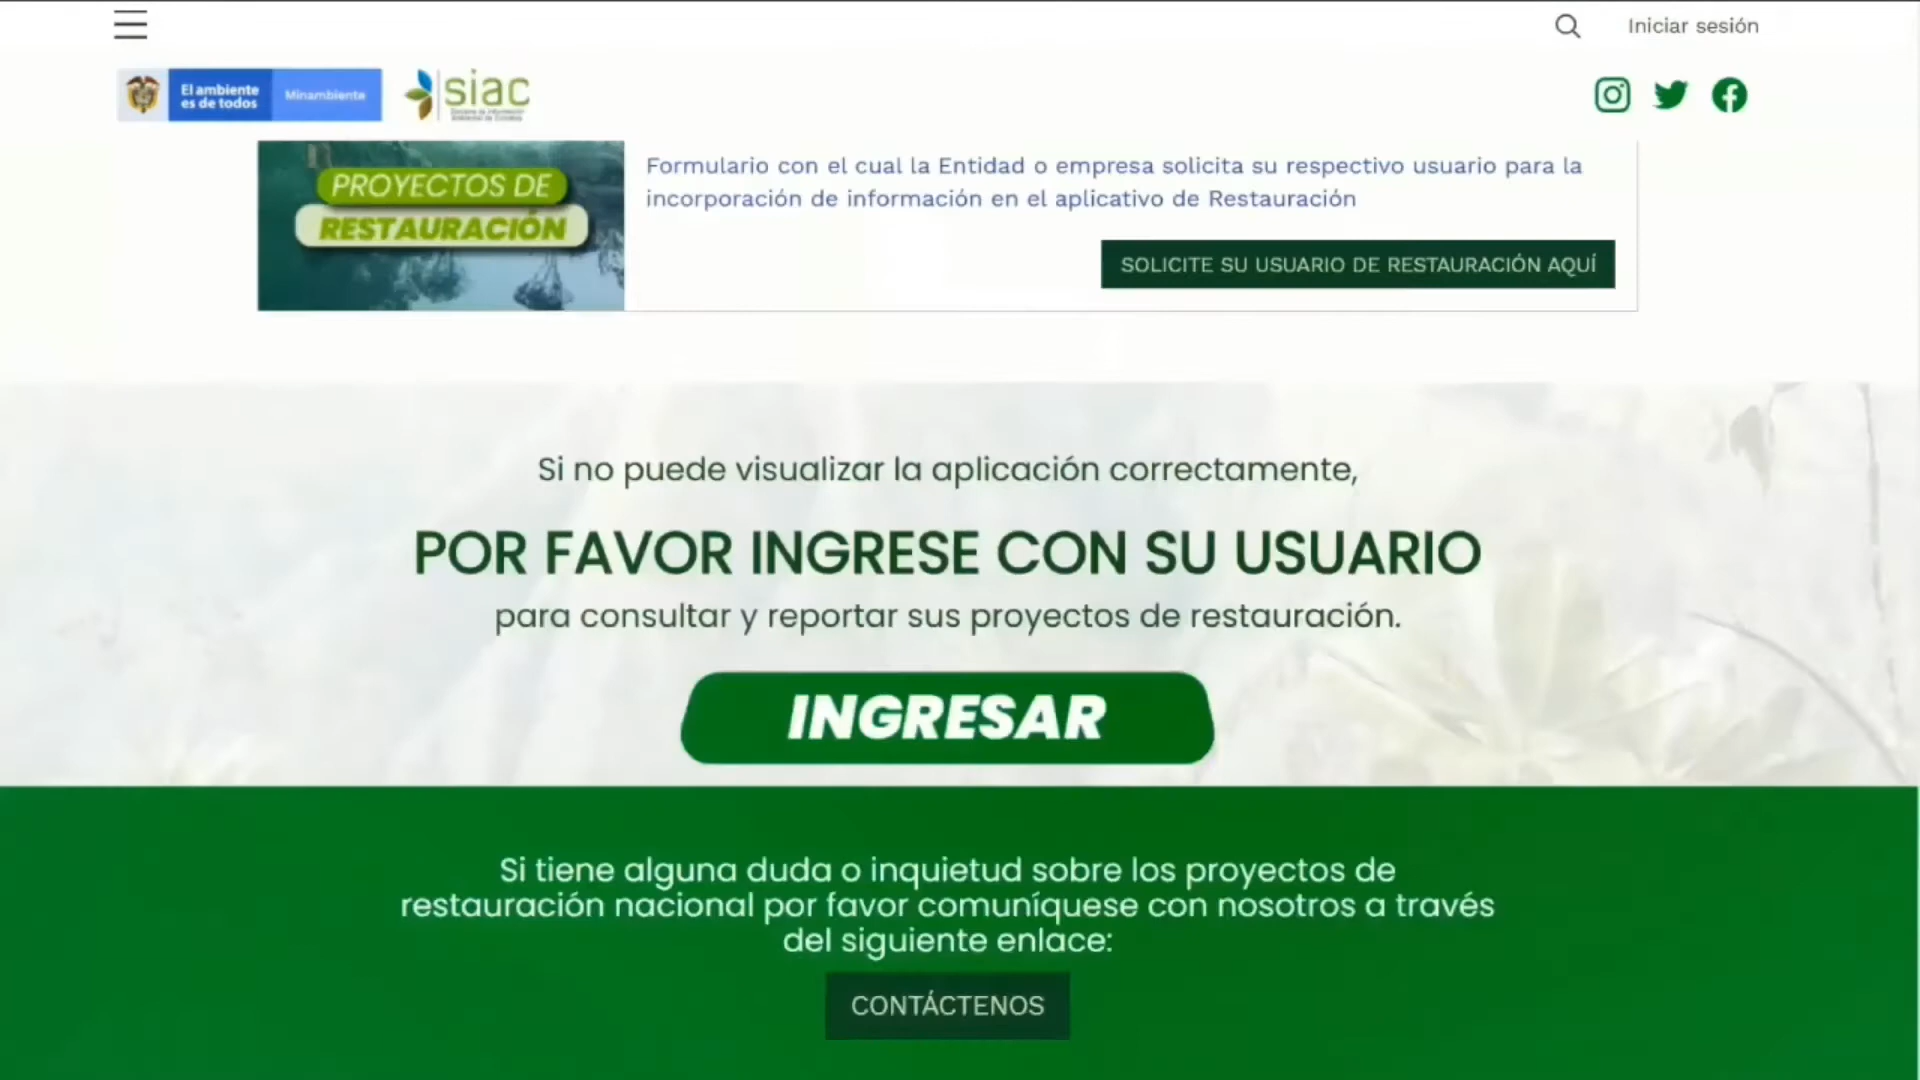 Iniciar sesión
El ambiente
es de todos
Minambiente
siac
PROYECTOS DE
RESTAURACIÓN
Formulario con el cual la Entidad o empresa solicita su respectivo usuario para la
incorporación de información en el aplicativo de Restauración
SOLICITE SU USUARIO DE RESTAURACIÓN AQUÍ
Si no puede visualizar la aplicación correctamente,
POR FAVOR INGRESE CON SU USUARIO
para consultar y reportar sus proyectos de restauración.
INGRESAR
Si tiene alguna duda o inquietud sobre los proyectos de
restauración nacional por favor comuníquese con nosotros a través
del siguiente enlace:
CONTÁCTENOS